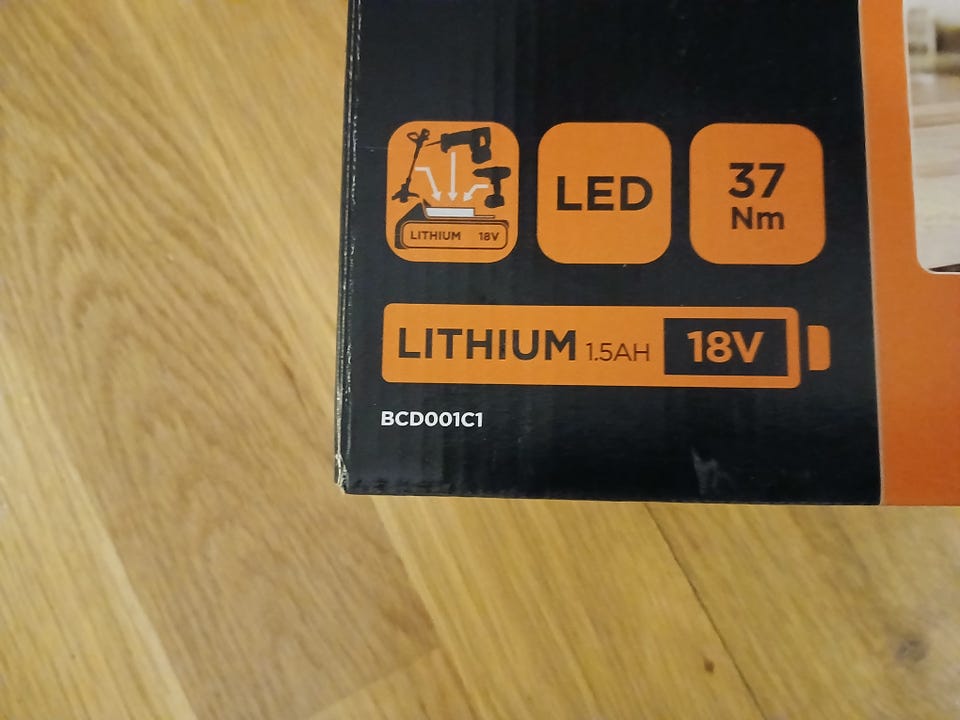 LITHIUM 18V
LED
37
Nm
LITHIUM 1.5AH 18V
BCD001C1